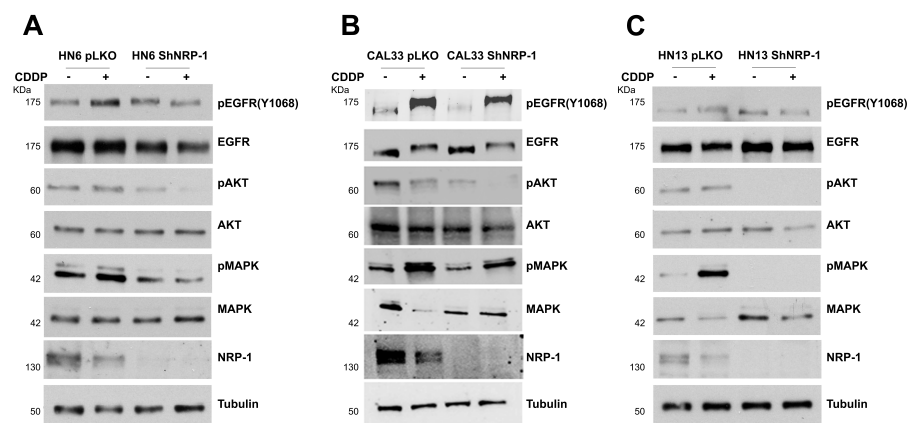 A
HN6 pLKO HN6 ShNRP-1
CDDP - + - +
KDa
175 pEGFR(Y1068)
175 EGFR
60 pAKT
60 AKT
42 pMAPK
42 MAPK
130 NRP-1
50 Tubulin
B
CAL33 pLKO CAL33 ShNRP-1
CDDP - + - +
KDa
175 pEGFR(Y1068)
175 EGFR
60 pAKT
60 AKT
42 pMAPK
42 MAPK
130 NRP-1
50 Tubulin
C
HN13 pLKO HN13 ShNRP-1
CDDP - + - +
KDa
175 pEGFR(Y1068)
175 EGFR
60 pAKT
60 AKT
42 pMAPK
42 MAPK
130 NRP-1
50 Tubulin